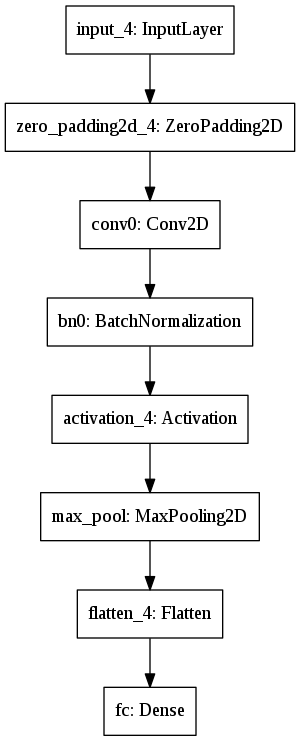 input_4: InputLayer
zero_padding2d_4: ZeroPadding2D
conv0: Conv2D
bn0: BatchNormalization
activation_4: Activation
max_pool: MaxPooling2D
flatten_4: Flatten
fc: Dense